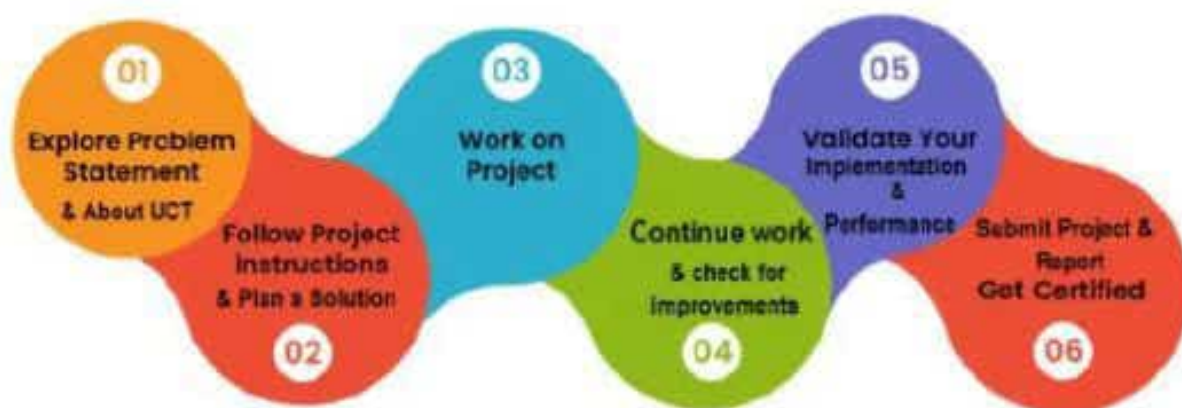 01
Explore Problem
Statement
& About UCT
02
Follow Project
Instructions
& Plan a Solution
03
Work on
Project
04
Continue work
& check for
improvements
05
Validate Your
Implementation
&
Performance
06
Submit Project &
Report
Get Certified